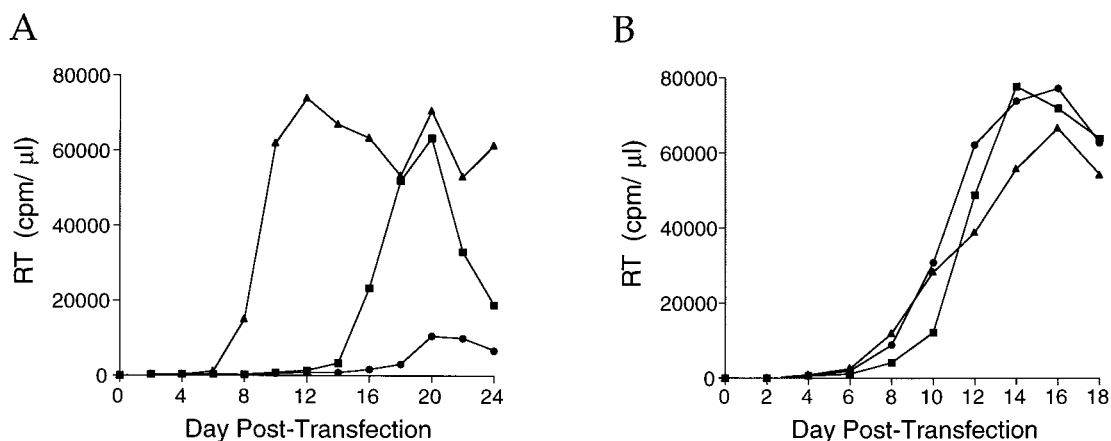 A
B
80000
60000
40000
20000
0
RT (cpm/ μl)
0 4 8 12 16 20 24
Day Post-Transfection
80000
60000
40000
20000
0
RT (cpm/ μl)
0 2 4 6 8 10 12 14 16 18
Day Post-Transfection